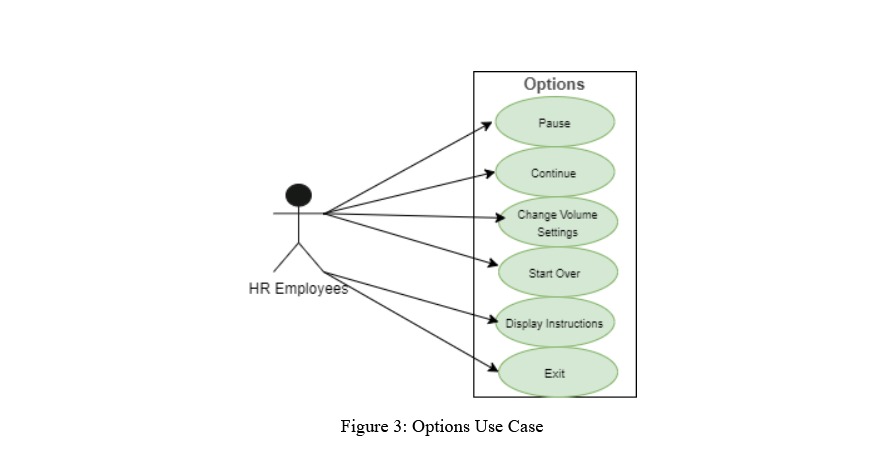 Options
Pause
Continue
Change Volume
Settings
Start Over
HR Employees
Display Instructions
Exit
Figure 3: Options Use Case